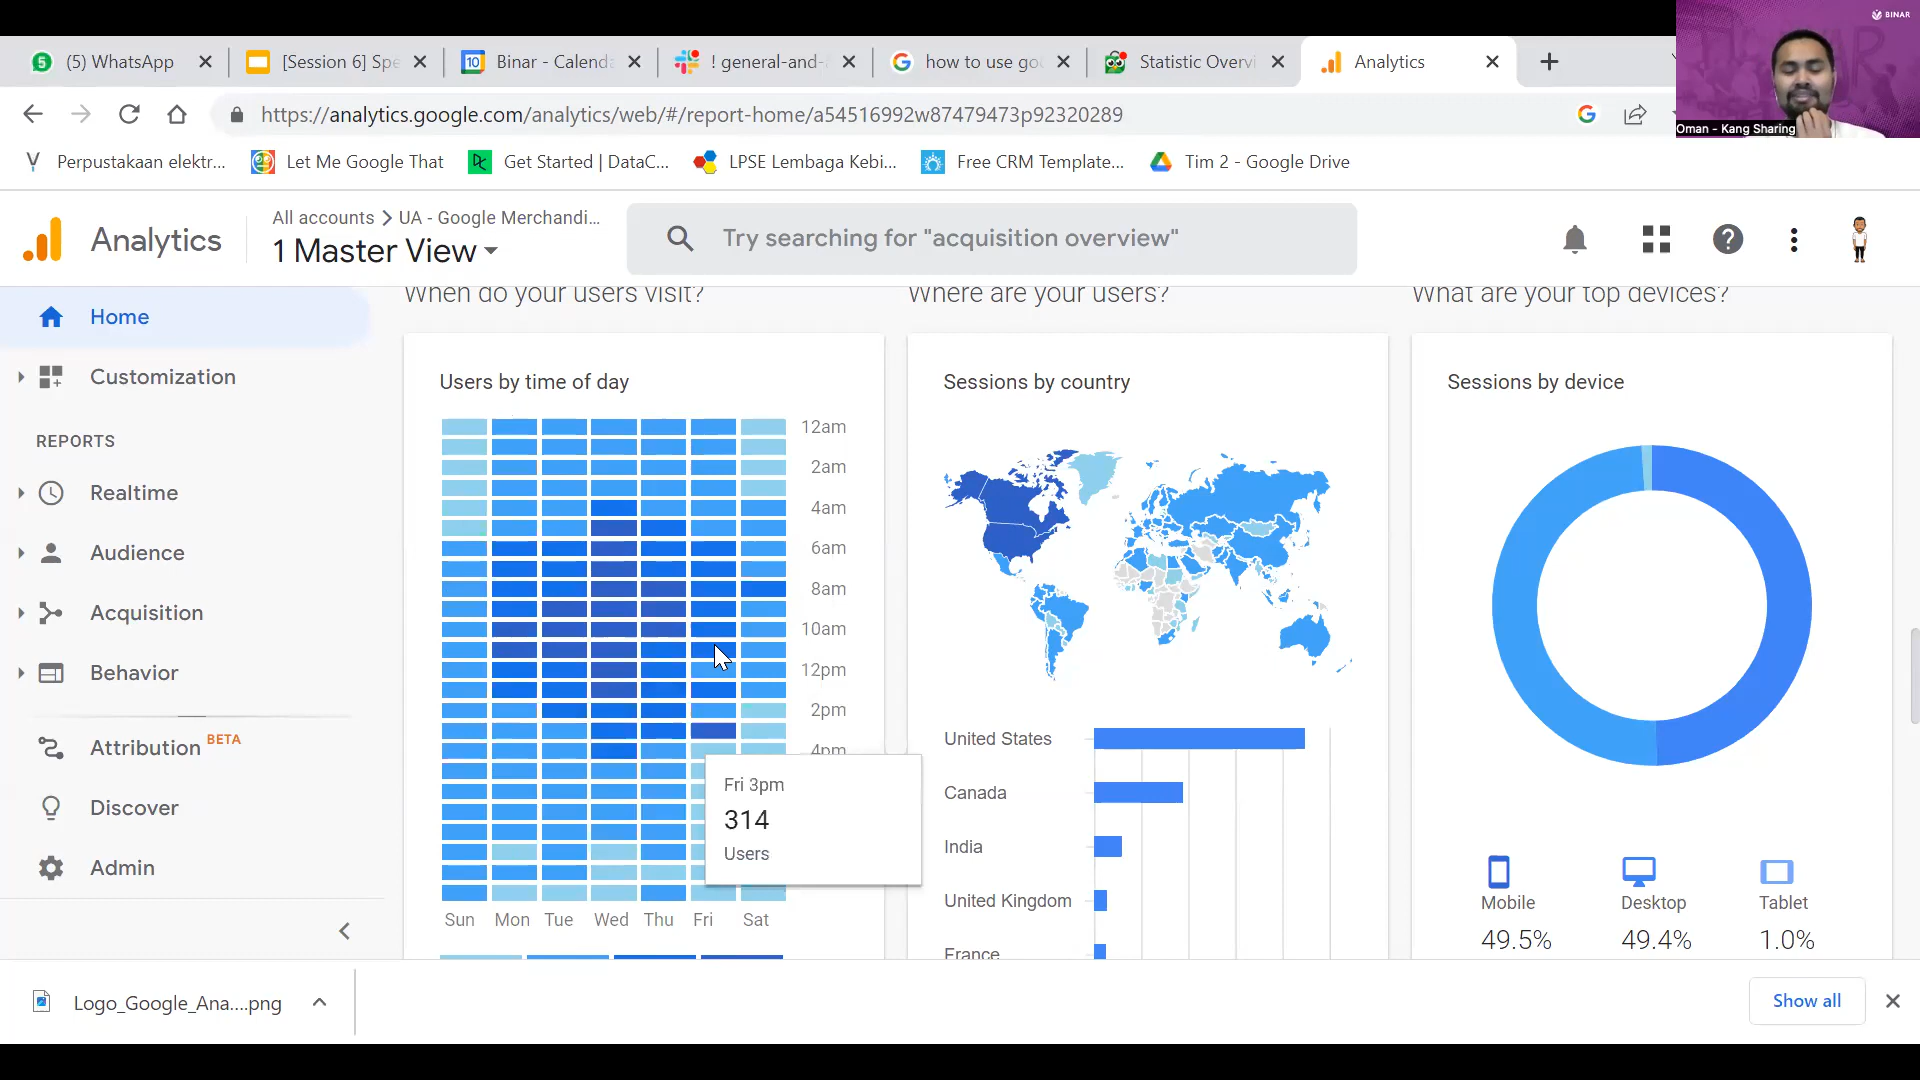 BINAR
Oman - Kang Sharing
(5) WhatsApp
[Session 6] Spe
Binar - Calenda
! general-and-
how to use goo
Statistic Overvi
Analytics
https://analytics.google.com/analytics/web/#/report-home/a54516992w87479473p92320289
Perpustakaan elektr...
Let Me Google That
Get Started | DataC...
LPSE Lembaga Kebi...
Free CRM Template...
Tim 2 - Google Drive
Analytics
All accounts > UA - Google Merchandi...
1 Master View
Try searching for "acquisition overview"
Home
Customization
REPORTS
Realtime
Audience
Acquisition
Behavior
Attribution BETA
Discover
Admin
When do your users visit?
Users by time of day
12am
2am
4am
6am
8am
10am
12pm
2pm
4pm
Fri 3pm
314
Users
Sun Mon Tue Wed Thu Fri Sat
Where are your users?
Sessions by country
United States
Canada
India
United Kingdom
France
What are your top devices?
Sessions by device
Mobile
Desktop
Tablet
49.5%
49.4%
1.0%
Logo_Google_Ana....png
Show all